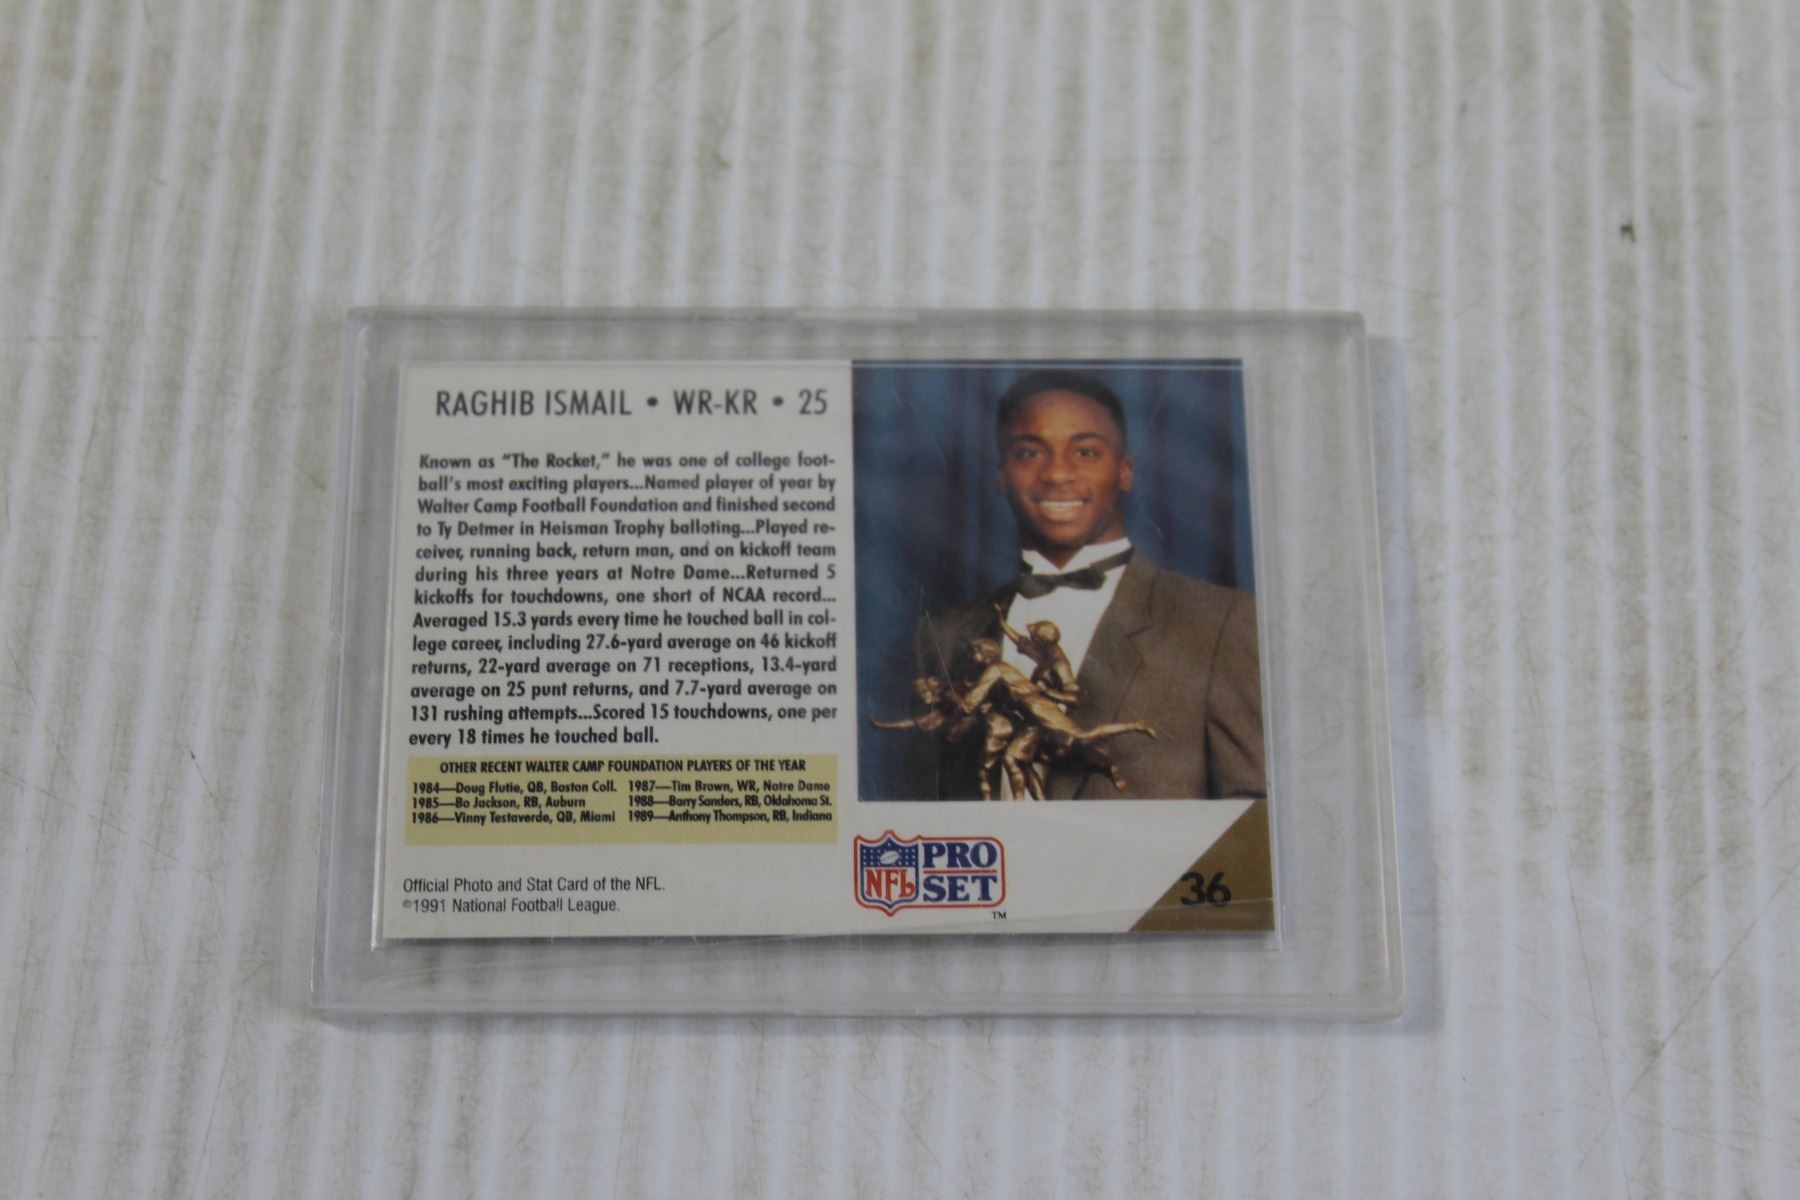 RAGHIB ISMAIL • WR-KR • 25
Known as "The Rocket," he was one of college foot-
ball's most exciting players...Named player of year by
Walter Camp Football Foundation and finished second
to Ty Detmer in Heisman Trophy balloting...Played re-
ceiver, running back, return man, and on kickoff team
during his three years at Notre Dame...Returned 5
kickoffs for touchdowns, one short of NCAA record...
Averaged 15.3 yards every time he touched ball in col-
lege career, including 27.6-yard average on 46 kickoff
returns, 22-yard average on 71 receptions, 13.4-yard
average on 25 punt returns, and 7.7-yard average on
131 rushing attempts...Scored 15 touchdowns, one per
every 18 times he touched ball.
OTHER RECENT WALTER CAMP FOUNDATION PLAYERS OF THE YEAR
1984—Doug Flutie, QB, Boston Coll. 1987—Tim Brown, WR, Notre Dame
1985—Bo Jackson, RB, Auburn 1988—Barry Sanders, RB, Oklahoma St.
1986—Vinny Testaverde, QB, Miami 1989—Anthony Thompson, RB, Indiana
Official Photo and Stat Card of the NFL.
©1991 National Football League.
NFL PRO
SET
TM
36